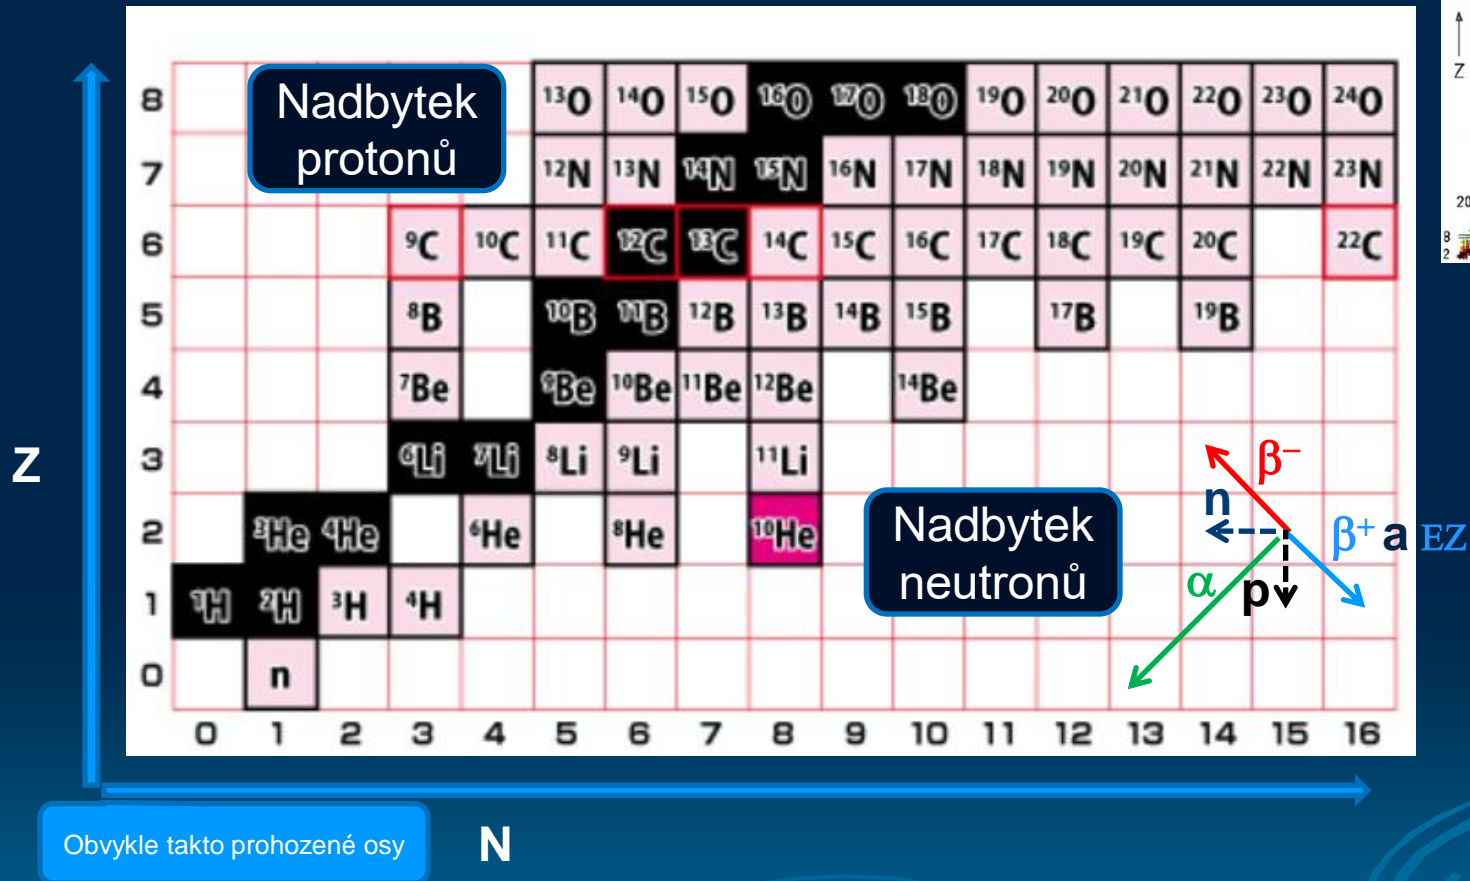 Z
20
8
2
Nadbytek
protonů
8 ¹³O ¹⁴O ¹⁵O ¹⁶O ¹⁷O ¹⁸O ¹⁹O ²⁰O ²¹O ²²O ²³O ²⁴O
7 ¹²N ¹³N ¹⁴N ¹⁵N ¹⁶N ¹⁷N ¹⁸N ¹⁹N ²⁰N ²¹N ²²N ²³N
6 ⁹C ¹⁰C ¹¹C ¹²C ¹³C ¹⁴C ¹⁵C ¹⁶C ¹⁷C ¹⁸C ¹⁹C ²⁰C ²²C
5 ⁸B ¹⁰B ¹¹B ¹²B ¹³B ¹⁴B ¹⁵B ¹⁷B ¹⁹B
4 ⁷Be ⁹Be ¹⁰Be ¹¹Be ¹²Be ¹⁴Be
3 ⁶Li ⁷Li ⁸Li ⁹Li ¹¹Li
Z
2 ³He ⁴He ⁶He ⁸He ¹⁰He
1 ¹H ²H ³H ⁴H
0 n
Nadbytek
neutronů
β⁻
n
β⁺ a EZ
α
p
0 1 2 3 4 5 6 7 8 9 10 11 12 13 14 15 16
Obvykle takto prohozené osy
N